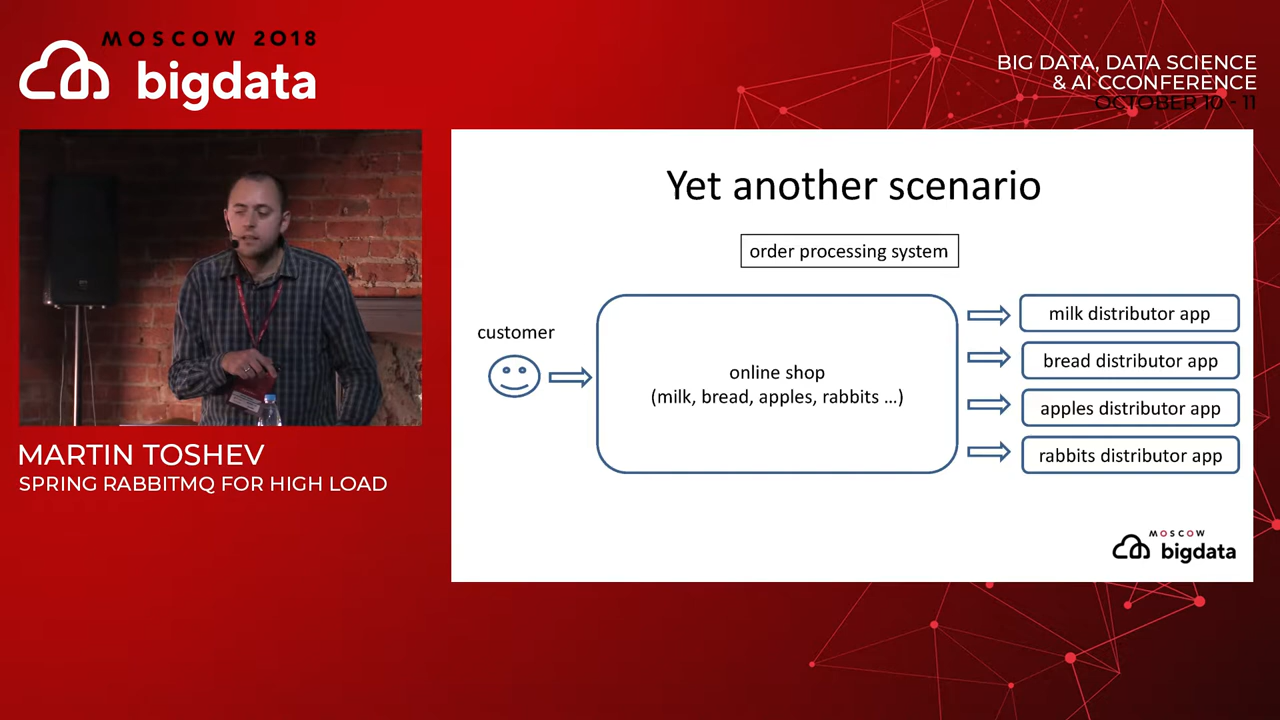 MOSCOW 2018
bigdata
BIG DATA, DATA SCIENCE
& AI CCONFERENCE
OCTOBER 10 - 11
Yet another scenario
order processing system
customer
online shop
(milk, bread, apples, rabbits ...)
milk distributor app
bread distributor app
apples distributor app
rabbits distributor app
MARTIN TOSHEV
SPRING RABBITMQ FOR HIGH LOAD
MOSCOW
bigdata